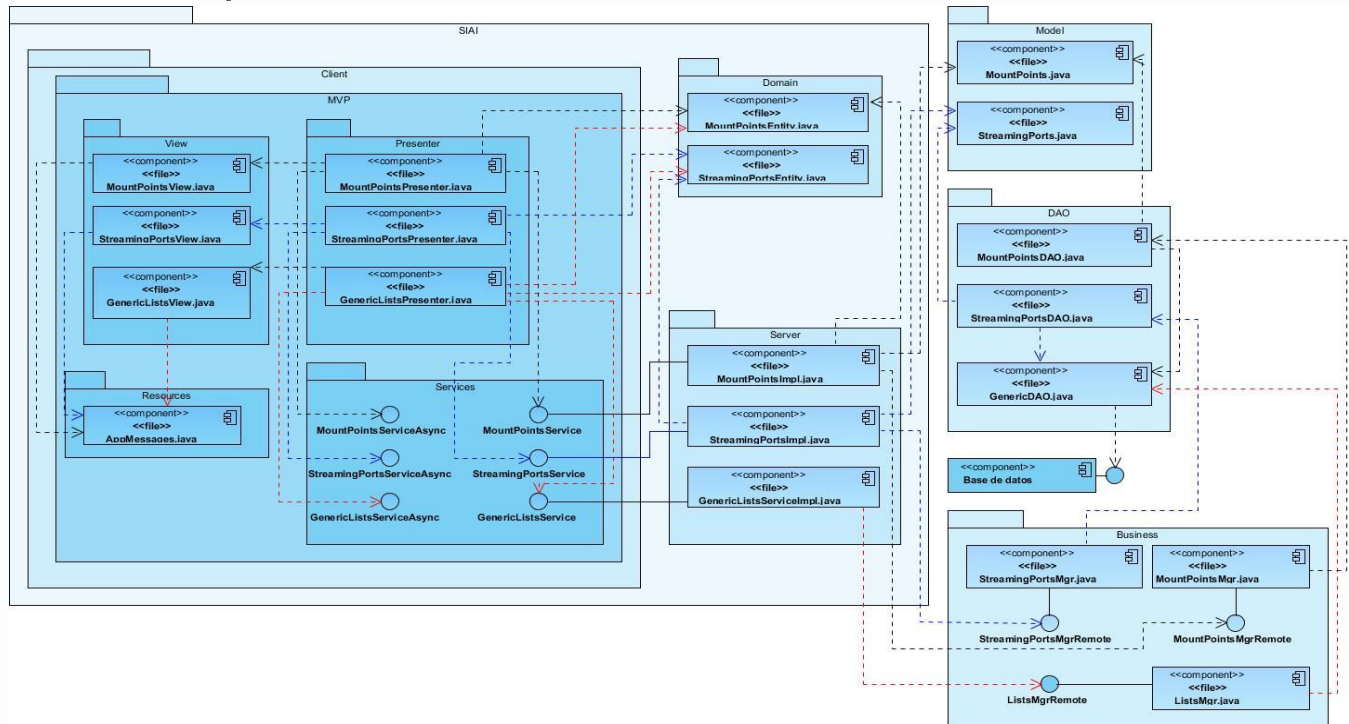 SIAI
Client
MVP
View
<<component>>
<<file>>
MountPointsView.java
<<component>>
<<file>>
StreamingPortsView.java
<<component>>
<<file>>
GenericListsView.java
Presenter
<<component>>
<<file>>
MountPointsPresenter.java
<<component>>
<<file>>
StreamingPortsPresenter.java
<<component>>
<<file>>
GenericListsPresenter.java
Resources
<<component>>
<<file>>
AppMessages.java
Services
MountPointsServiceAsync
MountPointsService
StreamingPortsServiceAsync
StreamingPortsService
GenericListsServiceAsync
GenericListsService
Domain
<<component>>
<<file>>
MountPointsEntity.java
<<component>>
<<file>>
StreamingPortsEntity.java
Server
<<component>>
<<file>>
MountPointsImpl.java
<<component>>
<<file>>
StreamingPortsImpl.java
<<component>>
<<file>>
GenericListsServiceImpl.java
Model
<<component>>
<<file>>
MountPoints.java
<<component>>
<<file>>
StreamingPorts.java
DAO
<<component>>
<<file>>
MountPointsDAO.java
<<component>>
<<file>>
StreamingPortsDAO.java
<<component>>
<<file>>
GenericDAO.java
<<component>>
Base de datos
Business
<<component>>
<<file>>
StreamingPortsMgr.java
<<component>>
<<file>>
MountPointsMgr.java
StreamingPortsMgrRemote
MountPointsMgrRemote
ListsMgrRemote
<<component>>
<<file>>
ListsMgr.java